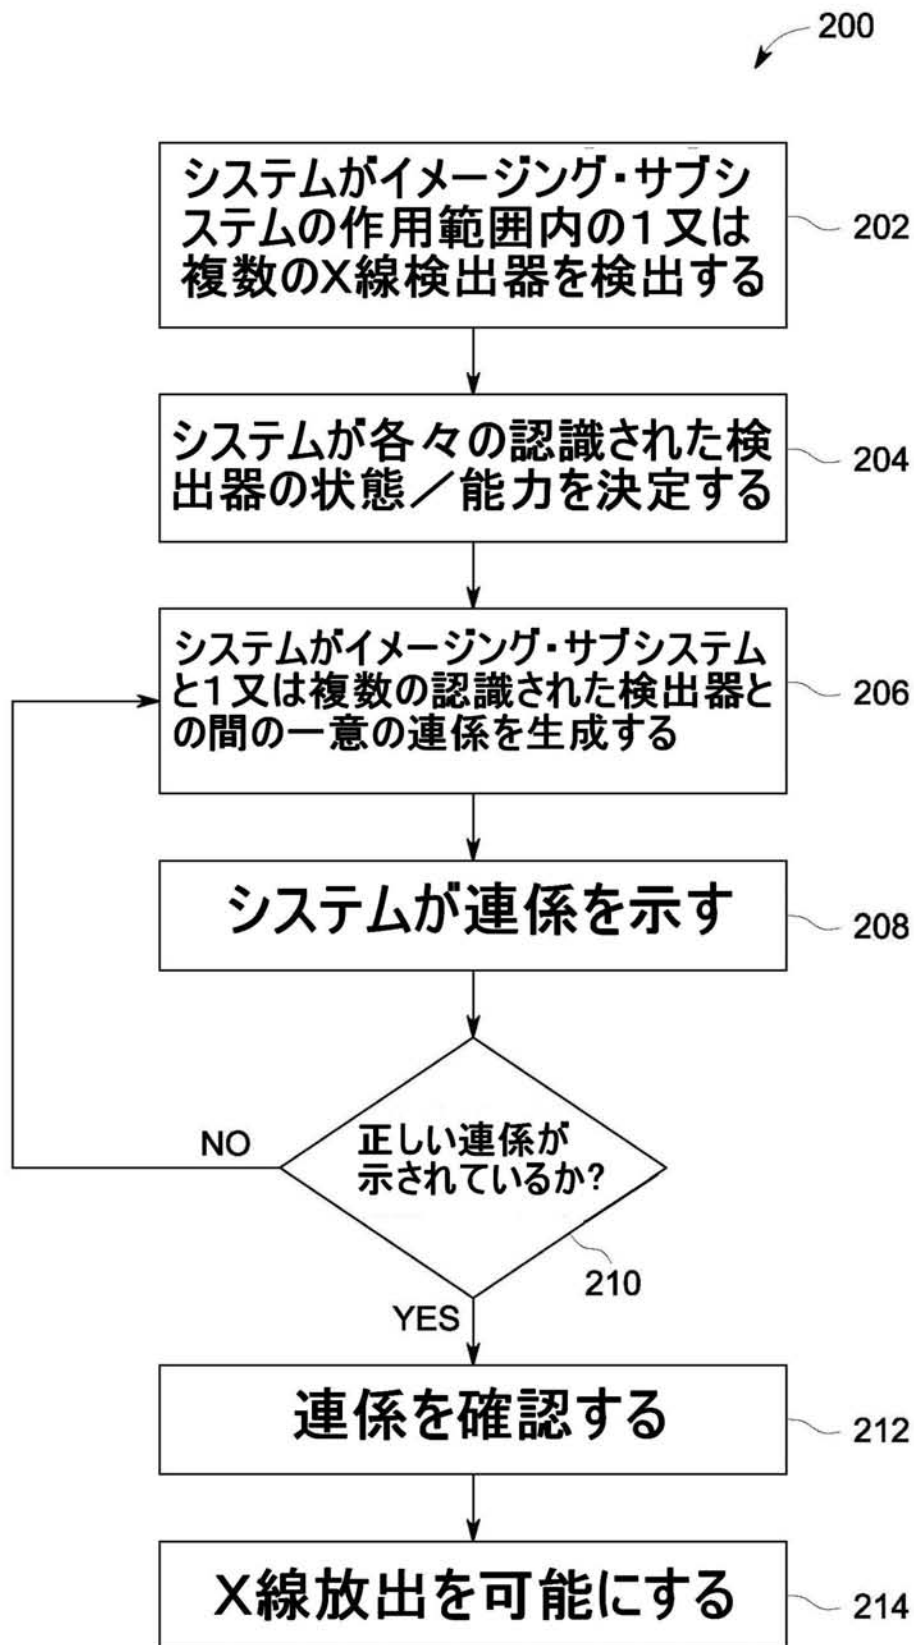 200
システムがイメージング・サブシ
ステムの作用範囲内の1又は
複数のX線検出器を検出する
202
システムが各々の認識された検
出器の状態／能力を決定する
204
システムがイメージング・サブシステム
と1又は複数の認識された検出器と
の間の一意の連係を生成する
206
システムが連係を示す
208
正しい連係が
示されているか?
NO
210
YES
連係を確認する
212
X線放出を可能にする
214